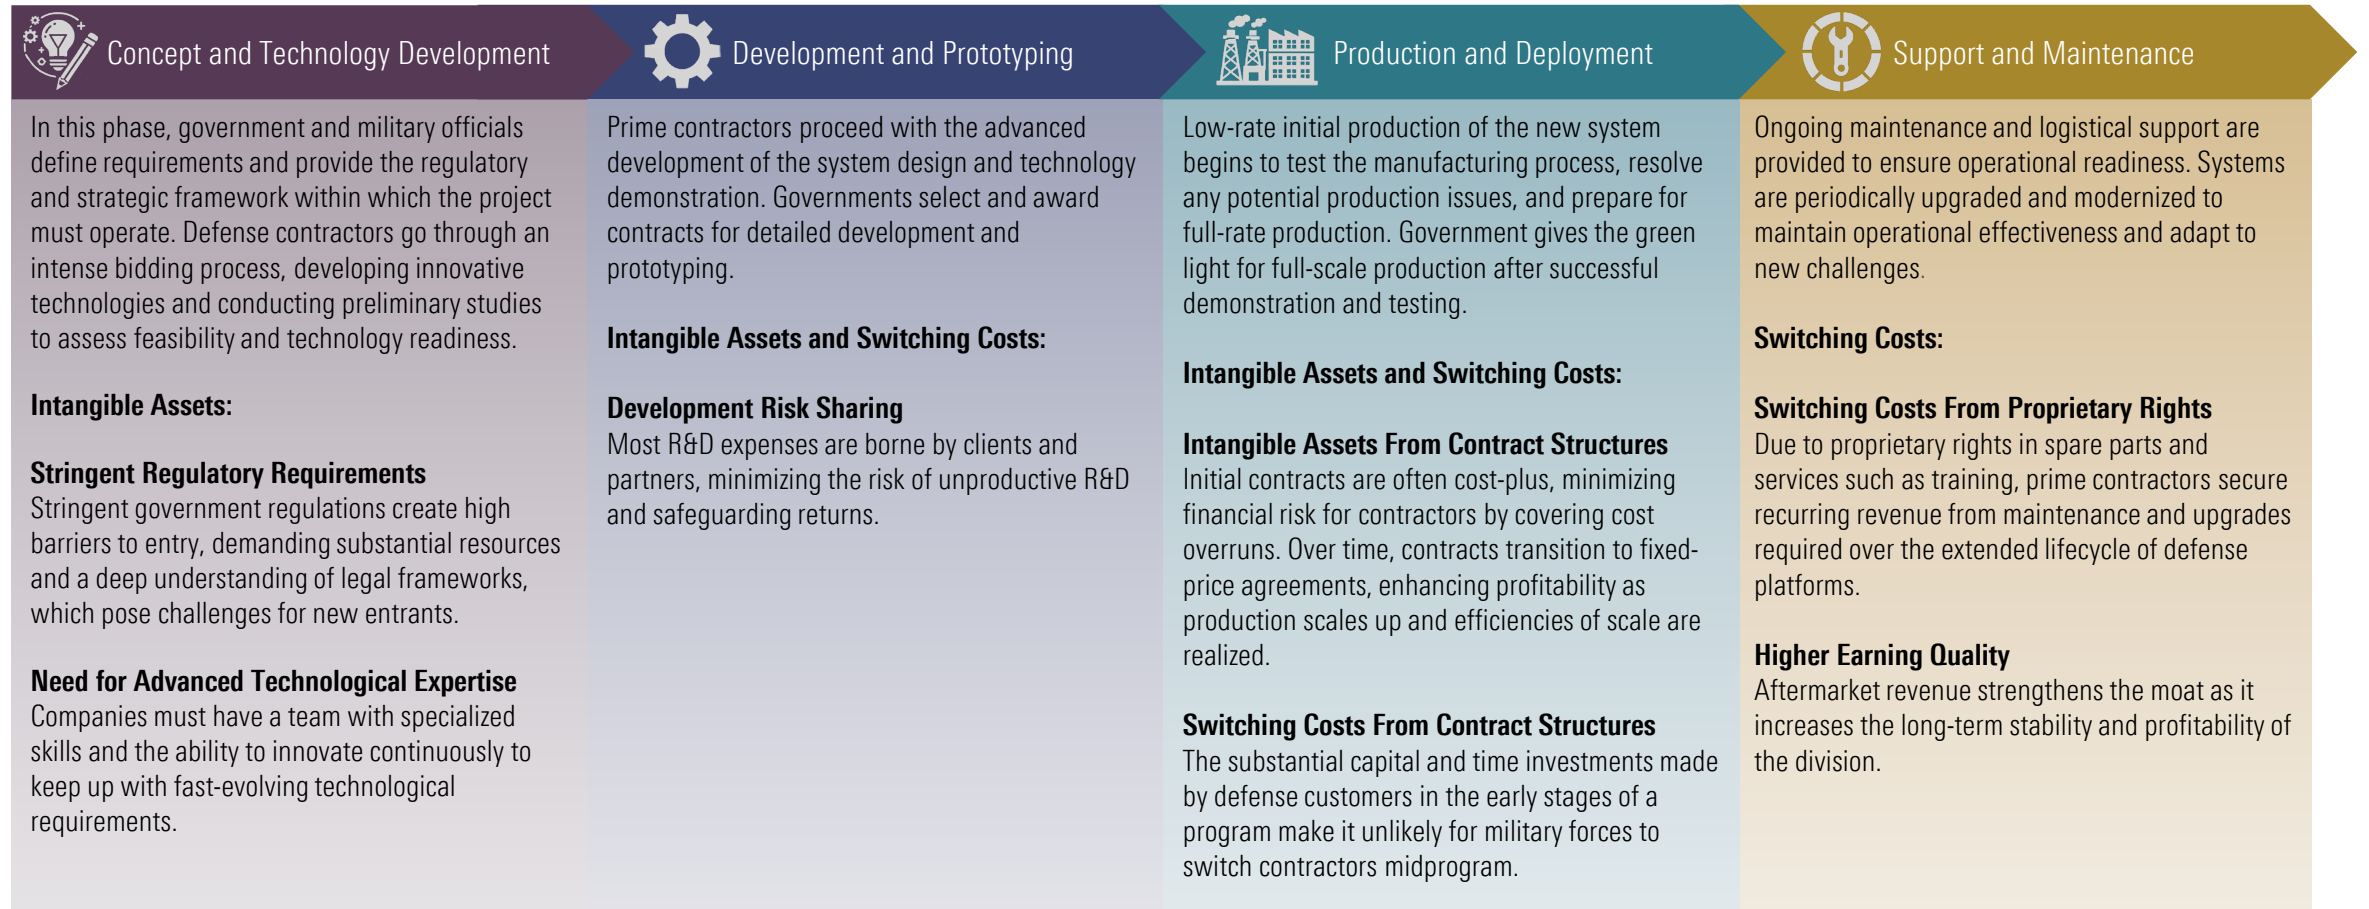 Concept and Technology Development
In this phase, government and military officials
define requirements and provide the regulatory
and strategic framework within which the project
must operate. Defense contractors go through an
intense bidding process, developing innovative
technologies and conducting preliminary studies
to assess feasibility and technology readiness.
Intangible Assets:
Stringent Regulatory Requirements
Stringent government regulations create high
barriers to entry, demanding substantial resources
and a deep understanding of legal frameworks,
which pose challenges for new entrants.
Need for Advanced Technological Expertise
Companies must have a team with specialized
skills and the ability to innovate continuously to
keep up with fast-evolving technological
requirements.
Development and Prototyping
Prime contractors proceed with the advanced
development of the system design and technology
demonstration. Governments select and award
contracts for detailed development and
prototyping.
Intangible Assets and Switching Costs:
Development Risk Sharing
Most R&D expenses are borne by clients and
partners, minimizing the risk of unproductive R&D
and safeguarding returns.
Production and Deployment
Low-rate initial production of the new system
begins to test the manufacturing process, resolve
any potential production issues, and prepare for
full-rate production. Government gives the green
light for full-scale production after successful
demonstration and testing.
Intangible Assets and Switching Costs:
Intangible Assets From Contract Structures
Initial contracts are often cost-plus, minimizing
financial risk for contractors by covering cost
overruns. Over time, contracts transition to fixed-
price agreements, enhancing profitability as
production scales up and efficiencies of scale are
realized.
Switching Costs From Contract Structures
The substantial capital and time investments made
by defense customers in the early stages of a
program make it unlikely for military forces to
switch contractors midprogram.
Support and Maintenance
Ongoing maintenance and logistical support are
provided to ensure operational readiness. Systems
are periodically upgraded and modernized to
maintain operational effectiveness and adapt to
new challenges.
Switching Costs:
Switching Costs From Proprietary Rights
Due to proprietary rights in spare parts and
services such as training, prime contractors secure
recurring revenue from maintenance and upgrades
required over the extended lifecycle of defense
platforms.
Higher Earning Quality
Aftermarket revenue strengthens the moat as it
increases the long-term stability and profitability of
the division.